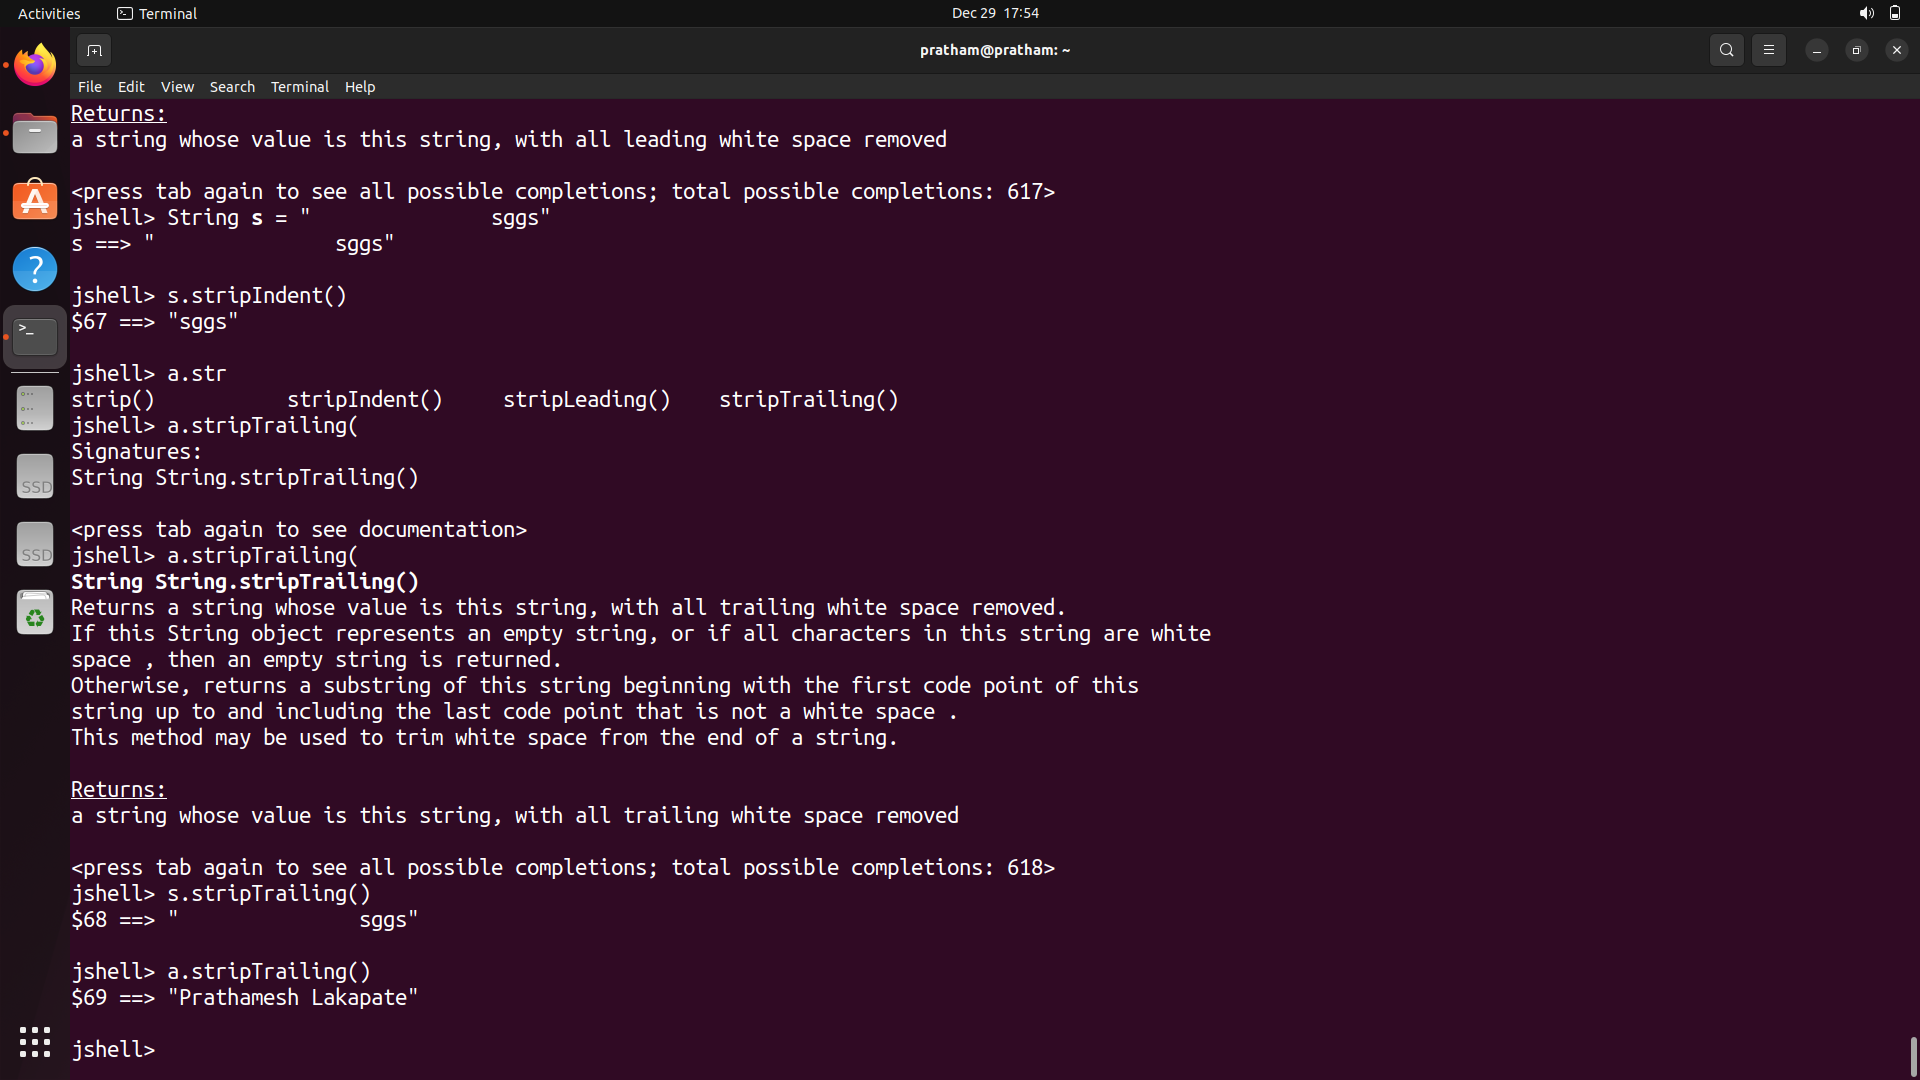 Activities
Terminal
Dec 29 17:54
pratham@pratham: ~
File Edit View Search Terminal Help
Returns:
a string whose value is this string, with all leading white space removed
<press tab again to see all possible completions; total possible completions: 617>
jshell> String s = "               sggs"
s ==> "               sggs"
jshell> s.stripIndent()
$67 ==> "sggs"
jshell> a.str
strip()           stripIndent()     stripLeading()    stripTrailing()
jshell> a.stripTrailing(
Signatures:
String String.stripTrailing()
<press tab again to see documentation>
jshell> a.stripTrailing(
String String.stripTrailing()
Returns a string whose value is this string, with all trailing white space removed.
If this String object represents an empty string, or if all characters in this string are white
space , then an empty string is returned.
Otherwise, returns a substring of this string beginning with the first code point of this
string up to and including the last code point that is not a white space .
This method may be used to trim white space from the end of a string.
Returns:
a string whose value is this string, with all trailing white space removed
<press tab again to see all possible completions; total possible completions: 618>
jshell> s.stripTrailing()
$68 ==> "               sggs"
jshell> a.stripTrailing()
$69 ==> "Prathamesh Lakapate"
jshell>
SSD
SSD